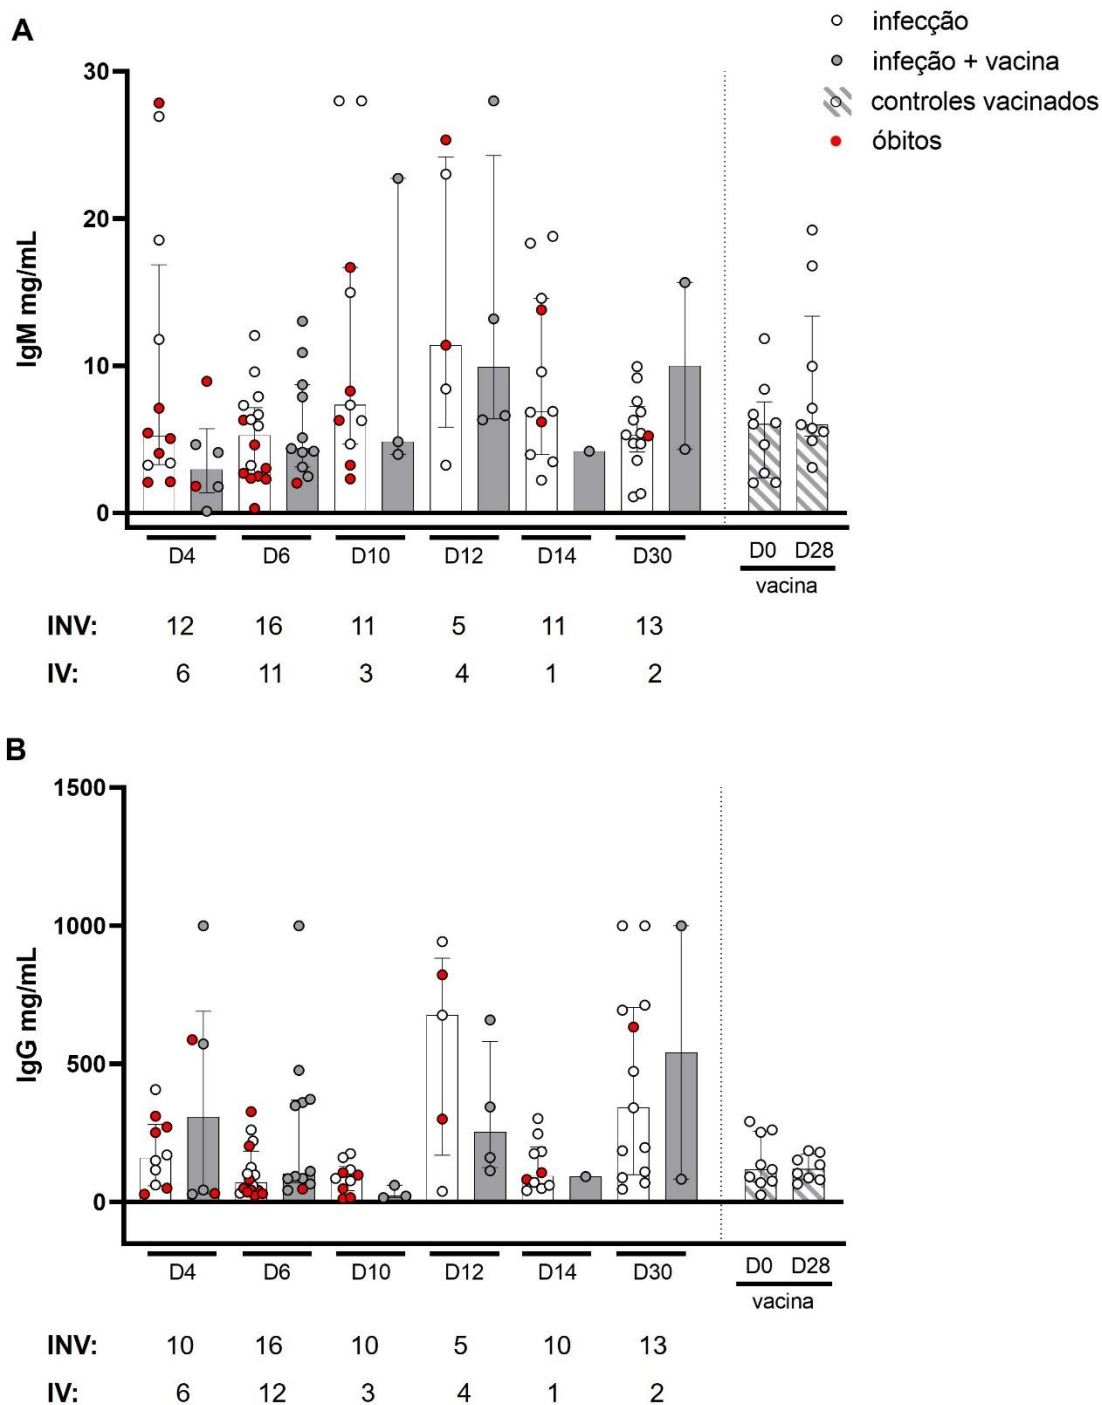 A
infecção
infeção + vacina
controles vacinados
óbitos
IgM mg/mL
30
20
10
0
D4 D6 D10 D12 D14 D30 D0 D28
vacina
INV: 12 16 11 5 11 13
IV: 6 11 3 4 1 2
B
IgG mg/mL
1500
1000
500
0
D4 D6 D10 D12 D14 D30 D0 D28
vacina
INV: 10 16 10 5 10 13
IV: 6 12 3 4 1 2